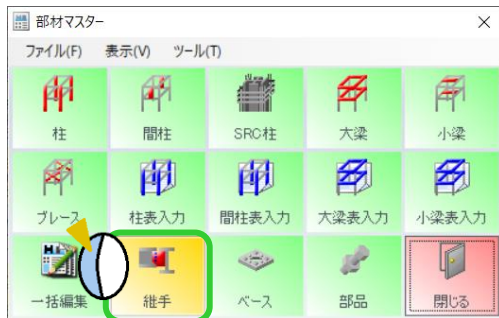 部材マスター
ファイル(F) 表示(V) ツール(T)
柱 間柱 SRC柱 大梁 小梁
ブレース 柱表入力 間柱表入力 大梁表入力 小梁表入力
一括編集 継手 ベース 部品 閉じる